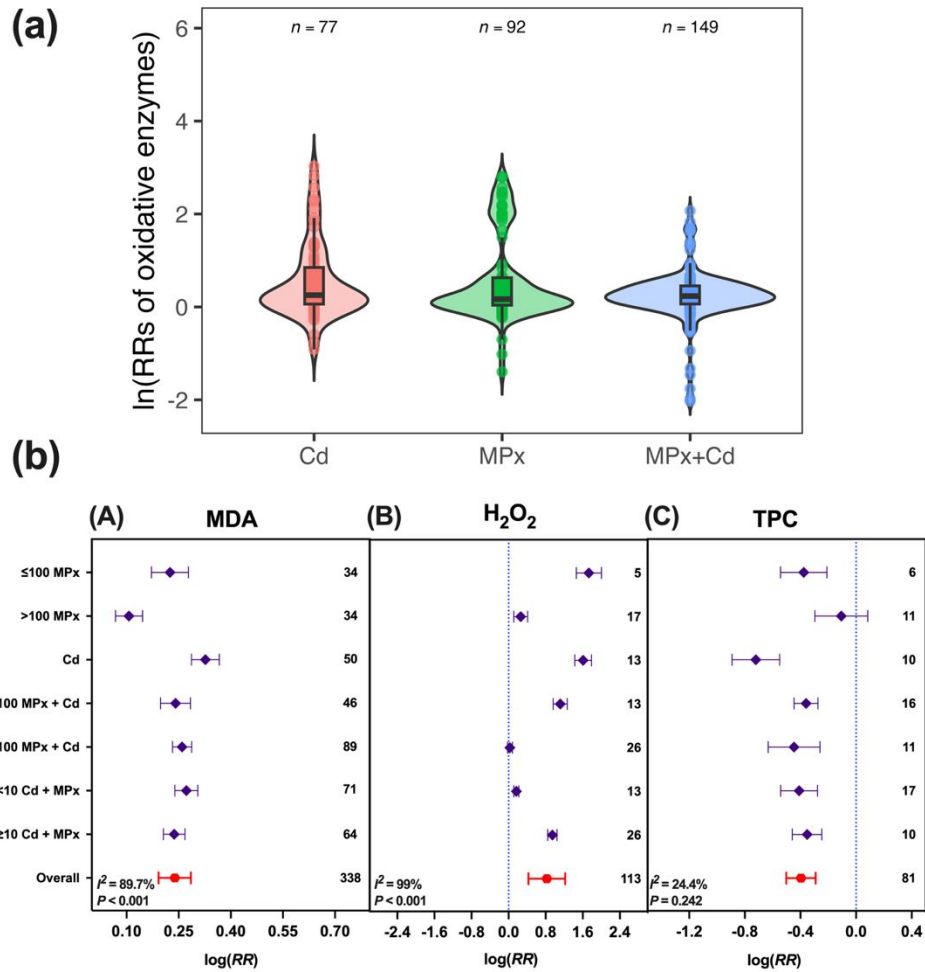 (a)
ln(RRs of oxidative enzymes)
6
4
2
0
-2
n = 77
n = 92
n = 149
Cd
MPx
MPx+Cd
(b)
(A)
MDA
(B)
H₂O₂
(C)
TPC
≤100 MPx
34
5
6
>100 MPx
34
17
11
Cd
50
13
10
100 MPx + Cd
46
13
16
100 MPx + Cd
89
26
11
<10 Cd + MPx
71
13
17
≥10 Cd + MPx
64
26
10
Overall
338
113
81
I² = 89.7%
P < 0.001
I² = 99%
P < 0.001
I² = 24.4%
P = 0.242
0.10 0.25 0.40 0.55 0.70
-2.4 -1.6 -0.8 0.0 0.8 1.6 2.4
-1.2 -0.8 -0.4 0.0 0.4
log(RR)
log(RR)
log(RR)